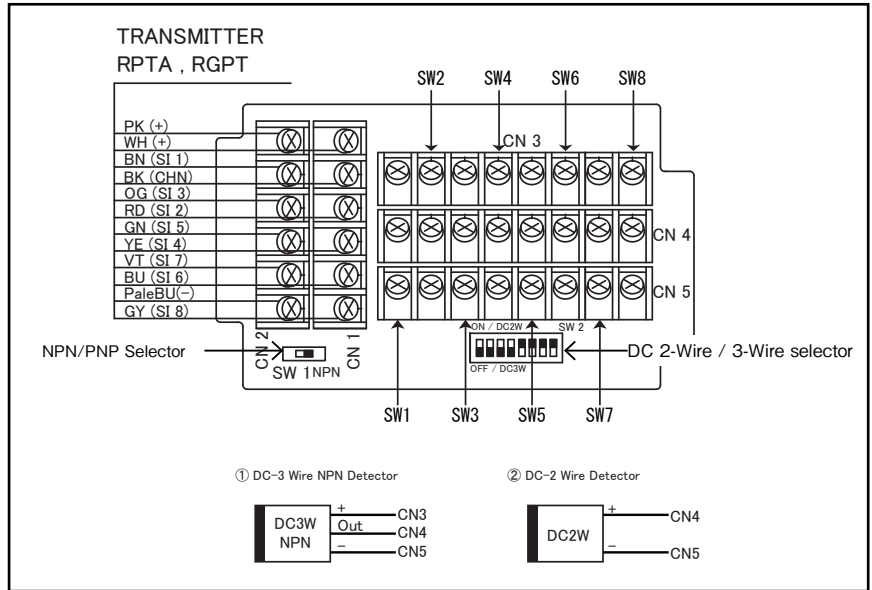 TRANSMITTER
RPTA , RGPT
SW2
SW4
SW6
SW8
PK (+)
WH (+)
BN (SI 1)
BK (CHN)
OG (SI 3)
RD (SI 2)
GN (SI 5)
YE (SI 4)
VT (SI 7)
BU (SI 6)
PaleBU(−)
GY (SI 8)
CN 3
CN 4
CN 5
NPN/PNP Selector
CN 2
SW 1 NPN
CN 1
ON / DC2W
SW 2
OFF / DC3W
DC 2-Wire / 3-Wire selector
SW1
SW3
SW5
SW7
① DC-3 Wire NPN Detector
② DC-2 Wire Detector
DC3W
NPN
+
CN3
Out
CN4
−
CN5
DC2W
+
CN4
−
CN5